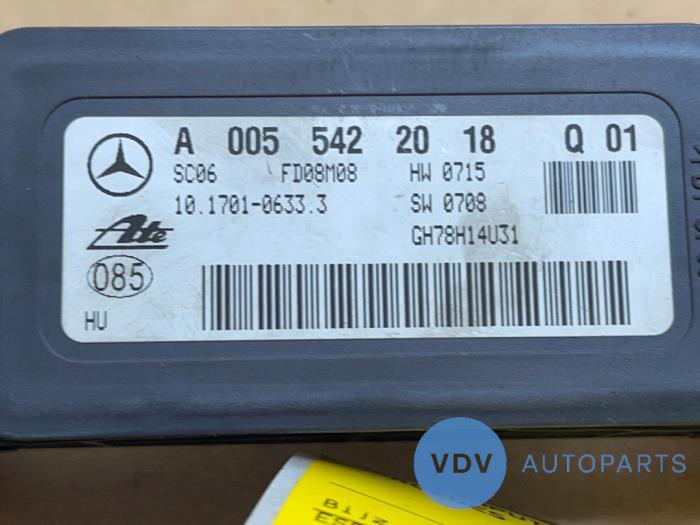 A 005 542 20 18 Q 01
SC06 FD08M08 HW 0715
10.1701-0633.3 SW 0708
Ate GH78H14U31
085
HU
VDV AUTOPARTS
Bijz